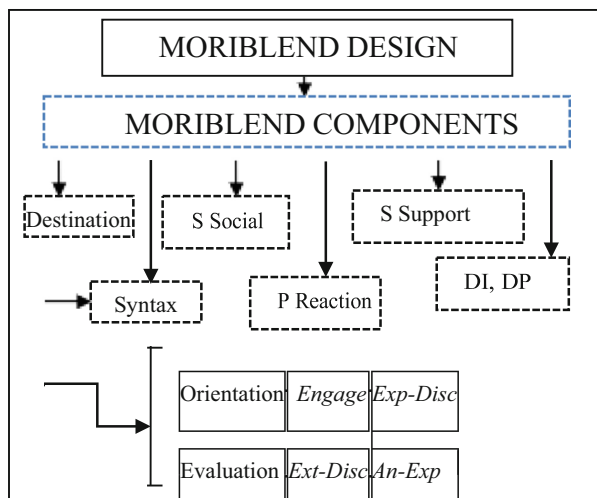 MORIBLEND DESIGN
MORIBLEND COMPONENTS
Destination
S Social
S Support
Syntax
P Reaction
DI, DP
Orientation Engage Exp-Disc
Evaluation Ext-Disc An-Exp